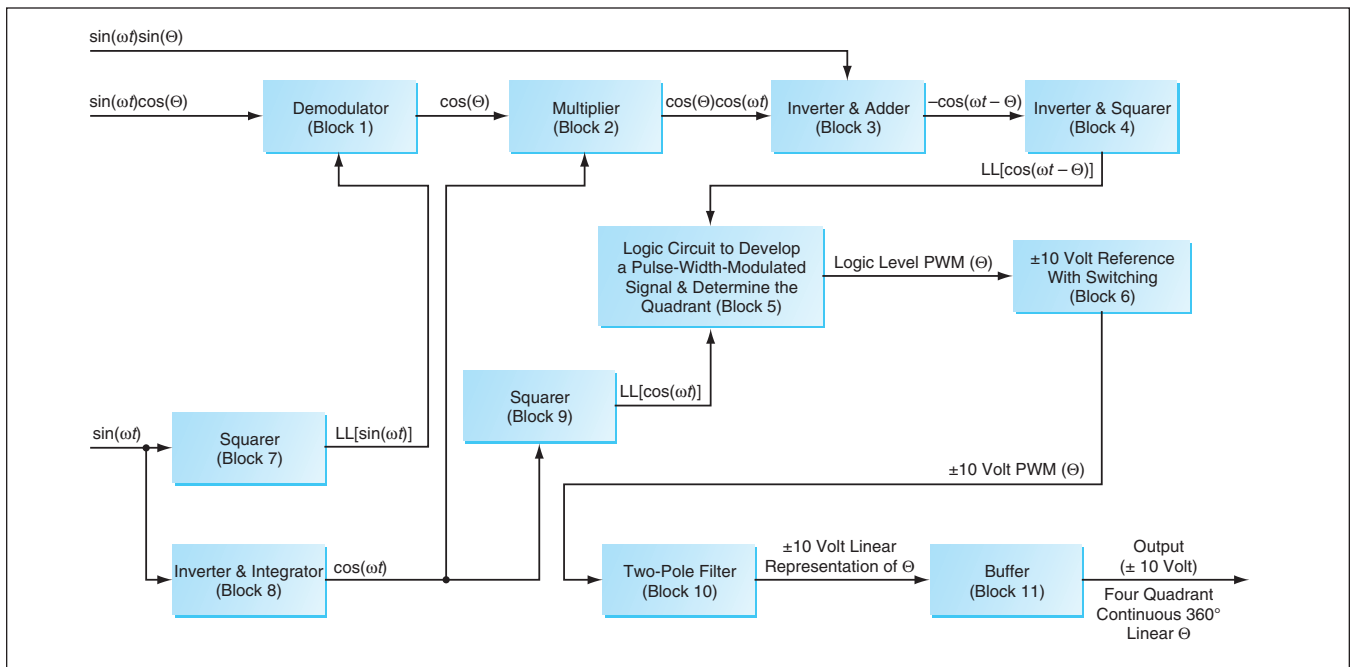 sin(ωt)sin(Θ)
sin(ωt)cos(Θ)
Demodulator
(Block 1)
cos(Θ)
Multiplier
(Block 2)
cos(Θ)cos(ωt)
Inverter & Adder
(Block 3)
–cos(ωt – Θ)
Inverter & Squarer
(Block 4)
LL[cos(ωt – Θ)]
Logic Circuit to Develop
a Pulse-Width-Modulated
Signal & Determine the
Quadrant (Block 5)
Logic Level PWM (Θ)
±10 Volt Reference
With Switching
(Block 6)
Squarer
(Block 9)
LL[cos(ωt)]
sin(ωt)
Squarer
(Block 7)
LL[sin(ωt)]
±10 Volt PWM (Θ)
Inverter & Integrator
(Block 8)
cos(ωt)
Two-Pole Filter
(Block 10)
±10 Volt Linear
Representation of Θ
Buffer
(Block 11)
Output
(± 10 Volt)
Four Quadrant
Continuous 360°
Linear Θ